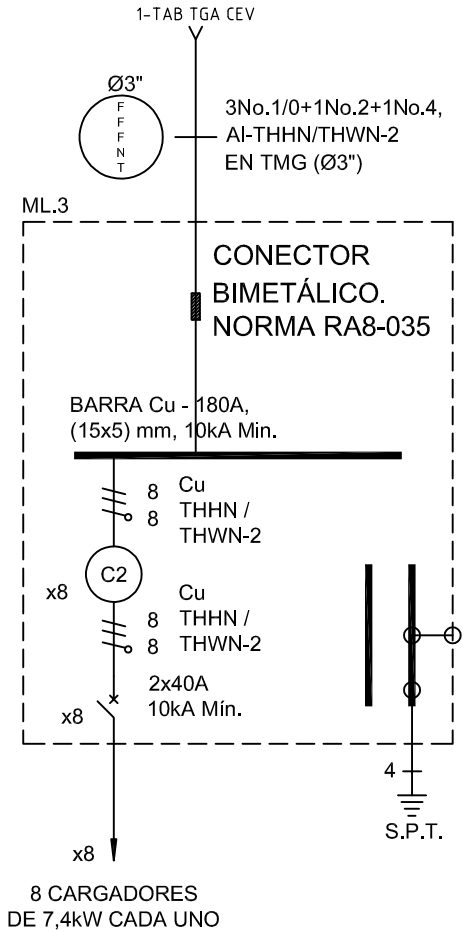 1-TAB TGA CEV
Ø3"
F
F
F
N
T
3No.1/0+1No.2+1No.4,
Al-THHN/THWN-2
EN TMG (Ø3")
ML.3
CONECTOR
BIMETÁLICO.
NORMA RA8-035
BARRA Cu - 180A,
(15x5) mm, 10kA Min.
8 Cu
8 THHN /
THWN-2
C2
x8
8 Cu
8 THHN /
THWN-2
2x40A
10kA Mín.
x8
4
S.P.T.
x8
8 CARGADORES
DE 7,4kW CADA UNO